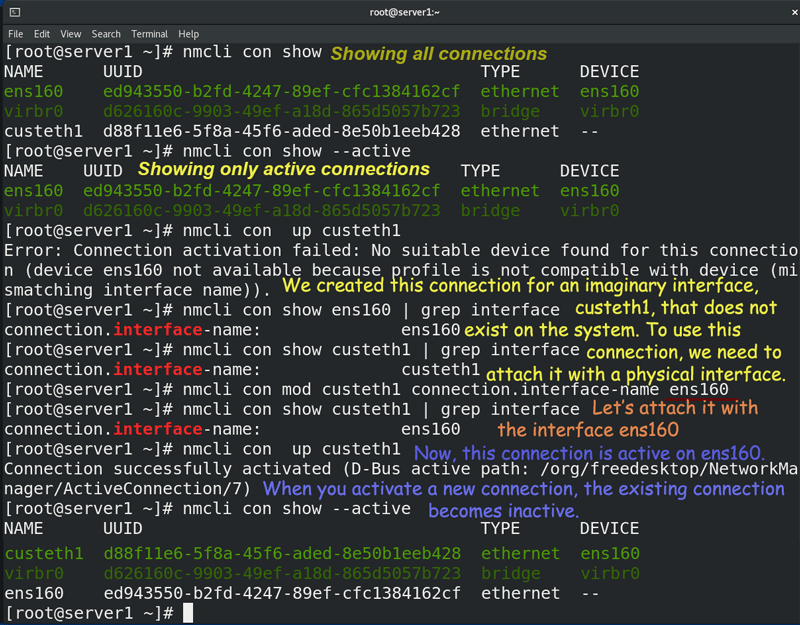 root@server1:~
File Edit View Search Terminal Help
[root@server1 ~]# nmcli con show Showing all connections
NAME UUID TYPE DEVICE
ens160 ed943550-b2fd-4247-89ef-cfc1384162cf ethernet ens160
virbr0 d626160c-9903-49ef-a18d-865d5057b723 bridge virbr0
custeth1 d88f11e6-5f8a-45f6-aded-8e50b1eeb428 ethernet --
[root@server1 ~]# nmcli con show --active
NAME UUID Showing only active connections TYPE DEVICE
ens160 ed943550-b2fd-4247-89ef-cfc1384162cf ethernet ens160
virbr0 d626160c-9903-49ef-a18d-865d5057b723 bridge virbr0
[root@server1 ~]# nmcli con  up custeth1
Error: Connection activation failed: No suitable device found for this connectio
n (device ens160 not available because profile is not compatible with device (mi
smatching interface name)). We created this connection for an imaginary interface,
[root@server1 ~]# nmcli con show ens160 | grep interface custeth1, that does not
connection.interface-name: ens160 exist on the system. To use this
[root@server1 ~]# nmcli con show custeth1 | grep interface connection, we need to
connection.interface-name: custeth1 attach it with a physical interface.
[root@server1 ~]# nmcli con mod custeth1 connection.interface-name ens160
[root@server1 ~]# nmcli con show custeth1 | grep interface Let's attach it with
connection.interface-name: ens160 the interface ens160
[root@server1 ~]# nmcli con  up custeth1 Now, this connection is active on ens160.
Connection successfully activated (D-Bus active path: /org/freedesktop/NetworkMa
nager/ActiveConnection/7) When you activate a new connection, the existing connection
[root@server1 ~]# nmcli con show --active becomes inactive.
NAME UUID TYPE DEVICE
custeth1 d88f11e6-5f8a-45f6-aded-8e50b1eeb428 ethernet ens160
virbr0 d626160c-9903-49ef-a18d-865d5057b723 bridge virbr0
ens160 ed943550-b2fd-4247-89ef-cfc1384162cf ethernet --
[root@server1 ~]#